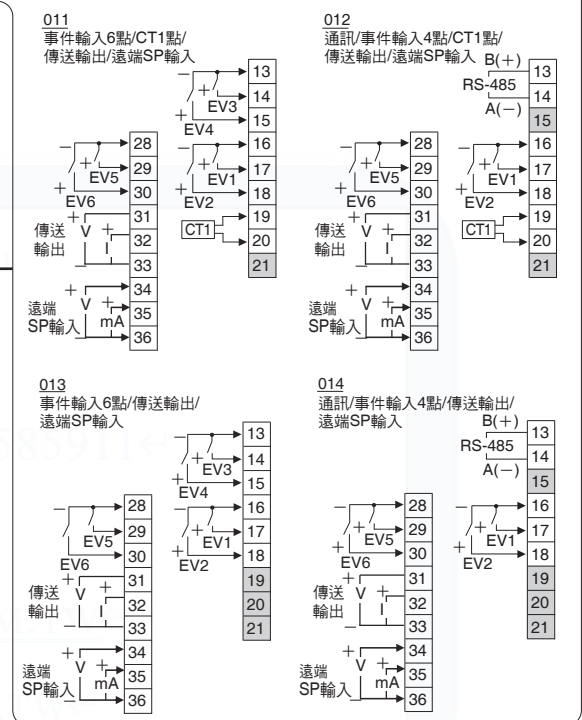 011
事件輸入6點/CT1點/
傳送輸出/遠端SP輸入
13
14
15
16
17
18
19
20
21
−
+
EV3
EV4
−
+
EV1
+
EV2
CT1
28
29
30
31
32
33
34
35
36
−
+
EV5
+
EV6
傳送
輸出
+
V
+
I
−
遠端
SP輸入
+
V
+
mA
−
012
通訊/事件輸入4點/CT1點/
傳送輸出/遠端SP輸入
B(+)
RS-485
A(−)
13
14
15
16
17
18
19
20
21
−
+
EV1
+
EV2
CT1
28
29
30
31
32
33
34
35
36
−
+
EV5
+
EV6
傳送
輸出
+
V
+
I
−
遠端
SP輸入
+
V
+
mA
−
013
事件輸入6點/傳送輸出/
遠端SP輸入
13
14
15
16
17
18
19
20
21
−
+
EV3
+
EV4
−
+
EV1
+
EV2
28
29
30
31
32
33
34
35
36
−
+
EV5
+
EV6
傳送
輸出
+
V
+
I
−
遠端
SP輸入
+
V
+
mA
−
014
通訊/事件輸入4點/傳送輸出/
遠端SP輸入
B(+)
RS-485
A(−)
13
14
15
16
17
18
19
20
21
−
+
EV1
+
EV2
28
29
30
31
32
33
34
35
36
−
+
EV5
+
EV6
傳送
輸出
+
V
+
I
−
遠端
SP輸入
+
V
+
mA
−